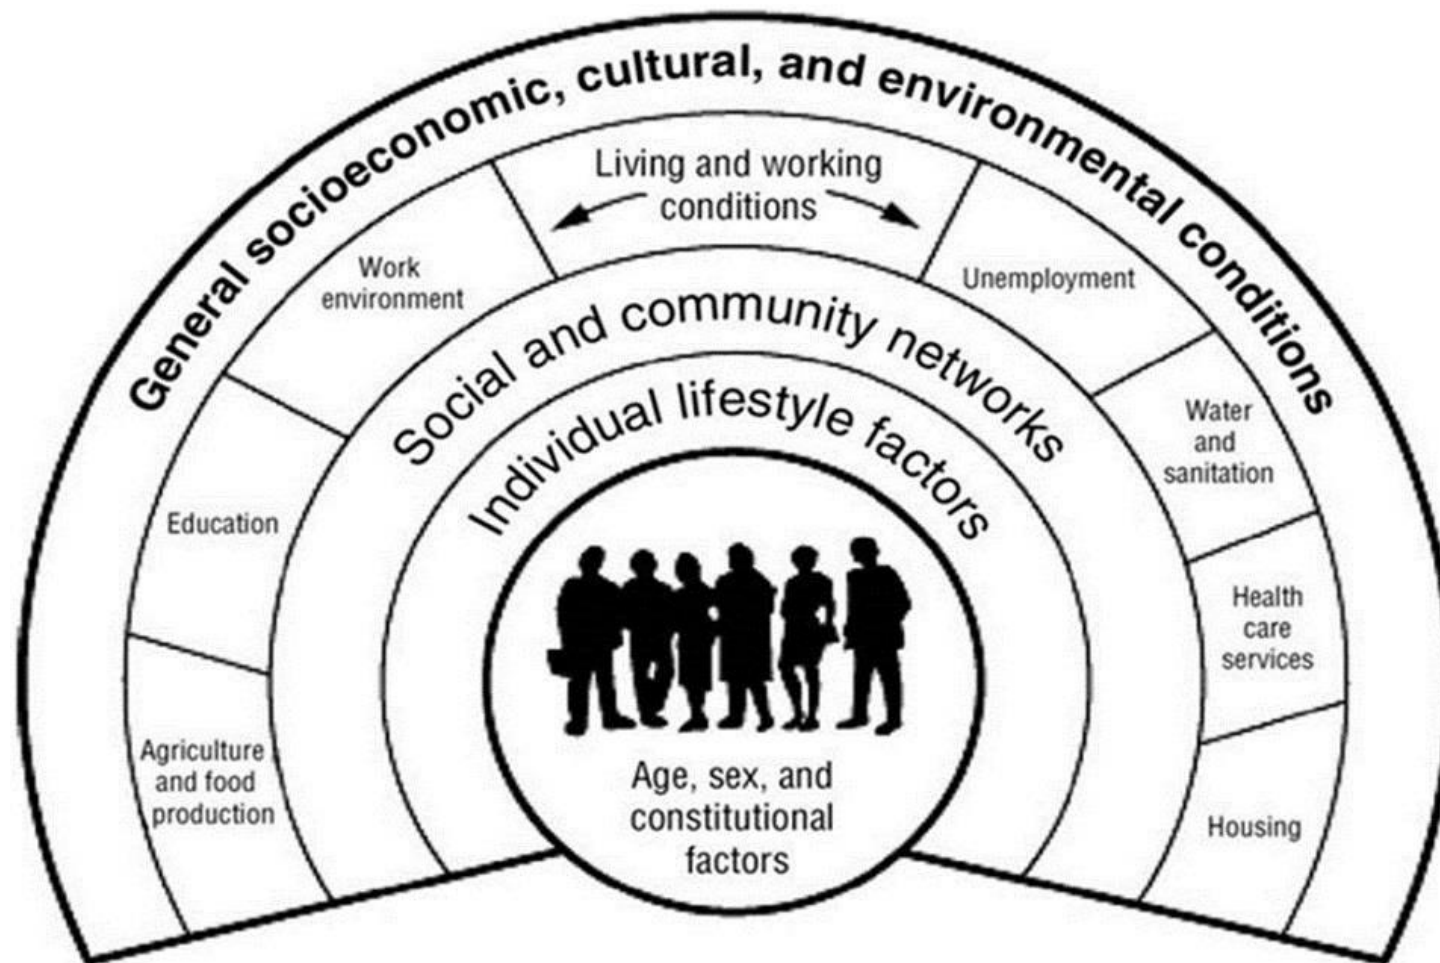 General socioeconomic, cultural, and environmental conditions
Living and working
conditions
Work
environment
Unemployment
Education
Water
and
sanitation
Agriculture
and food
production
Health
care
services
Housing
Social and community networks
Individual lifestyle factors
Age, sex, and
constitutional
factors